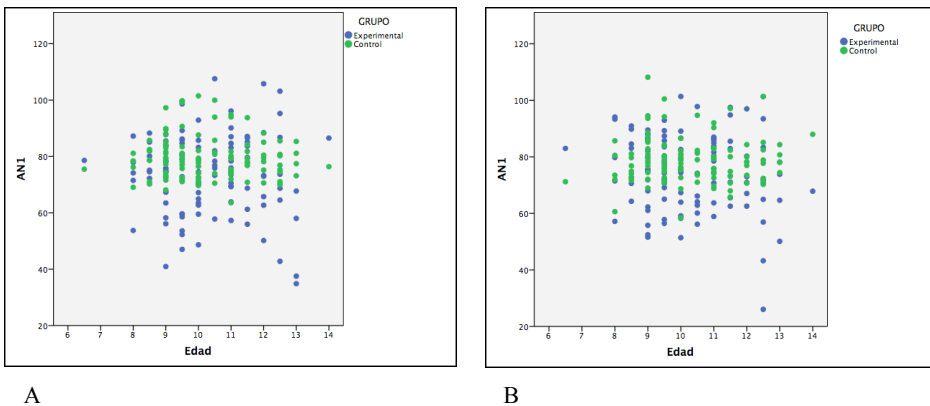 GRUPO
Experimental
Control
120
100
80
60
40
20
AN1
6 7 8 9 10 11 12 13 14
Edad
A
GRUPO
Experimental
Control
120
100
80
60
40
20
AN1
6 7 8 9 10 11 12 13 14
Edad
B